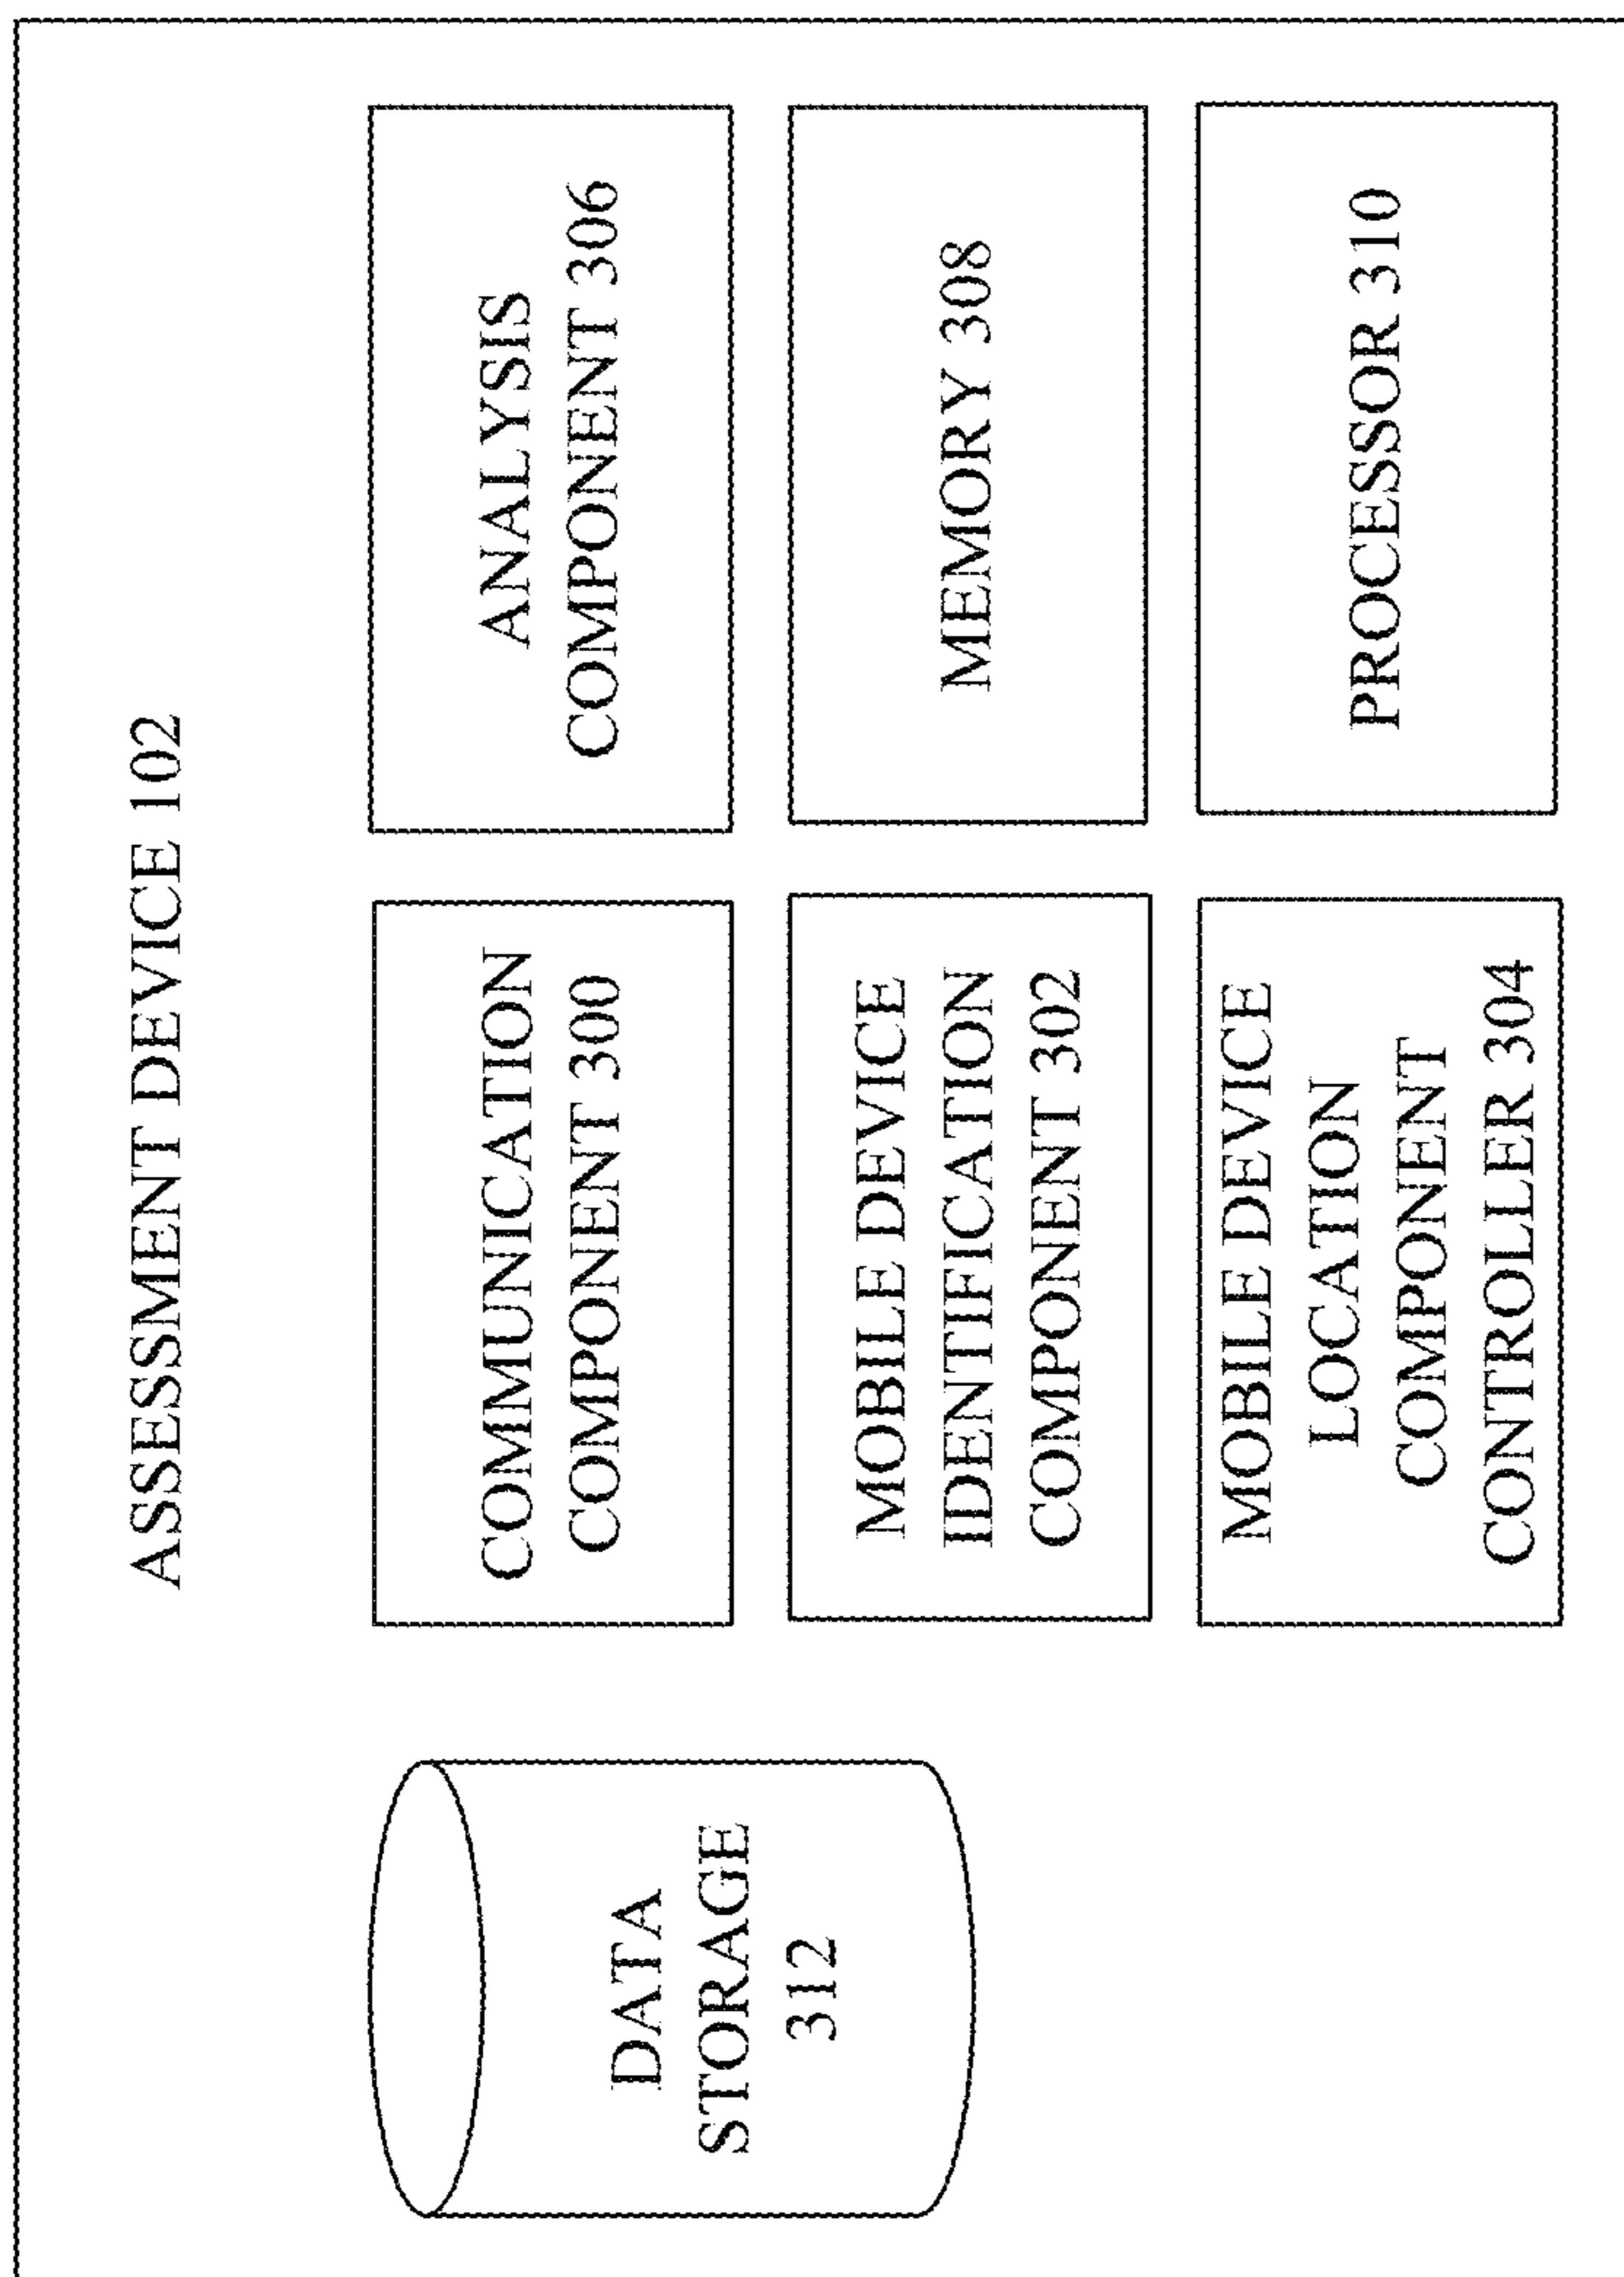 ASSESSMENT DEVICE 102
DATA
STORAGE
312
COMMUNICATION
COMPONENT 300
MOBILE DEVICE
IDENTIFICATION
COMPONENT 302
MOBILE DEVICE
LOCATION
COMPONENT
CONTROLLER 304
ANALYSIS
COMPONENT 306
MEMORY 308
PROCESSOR 310